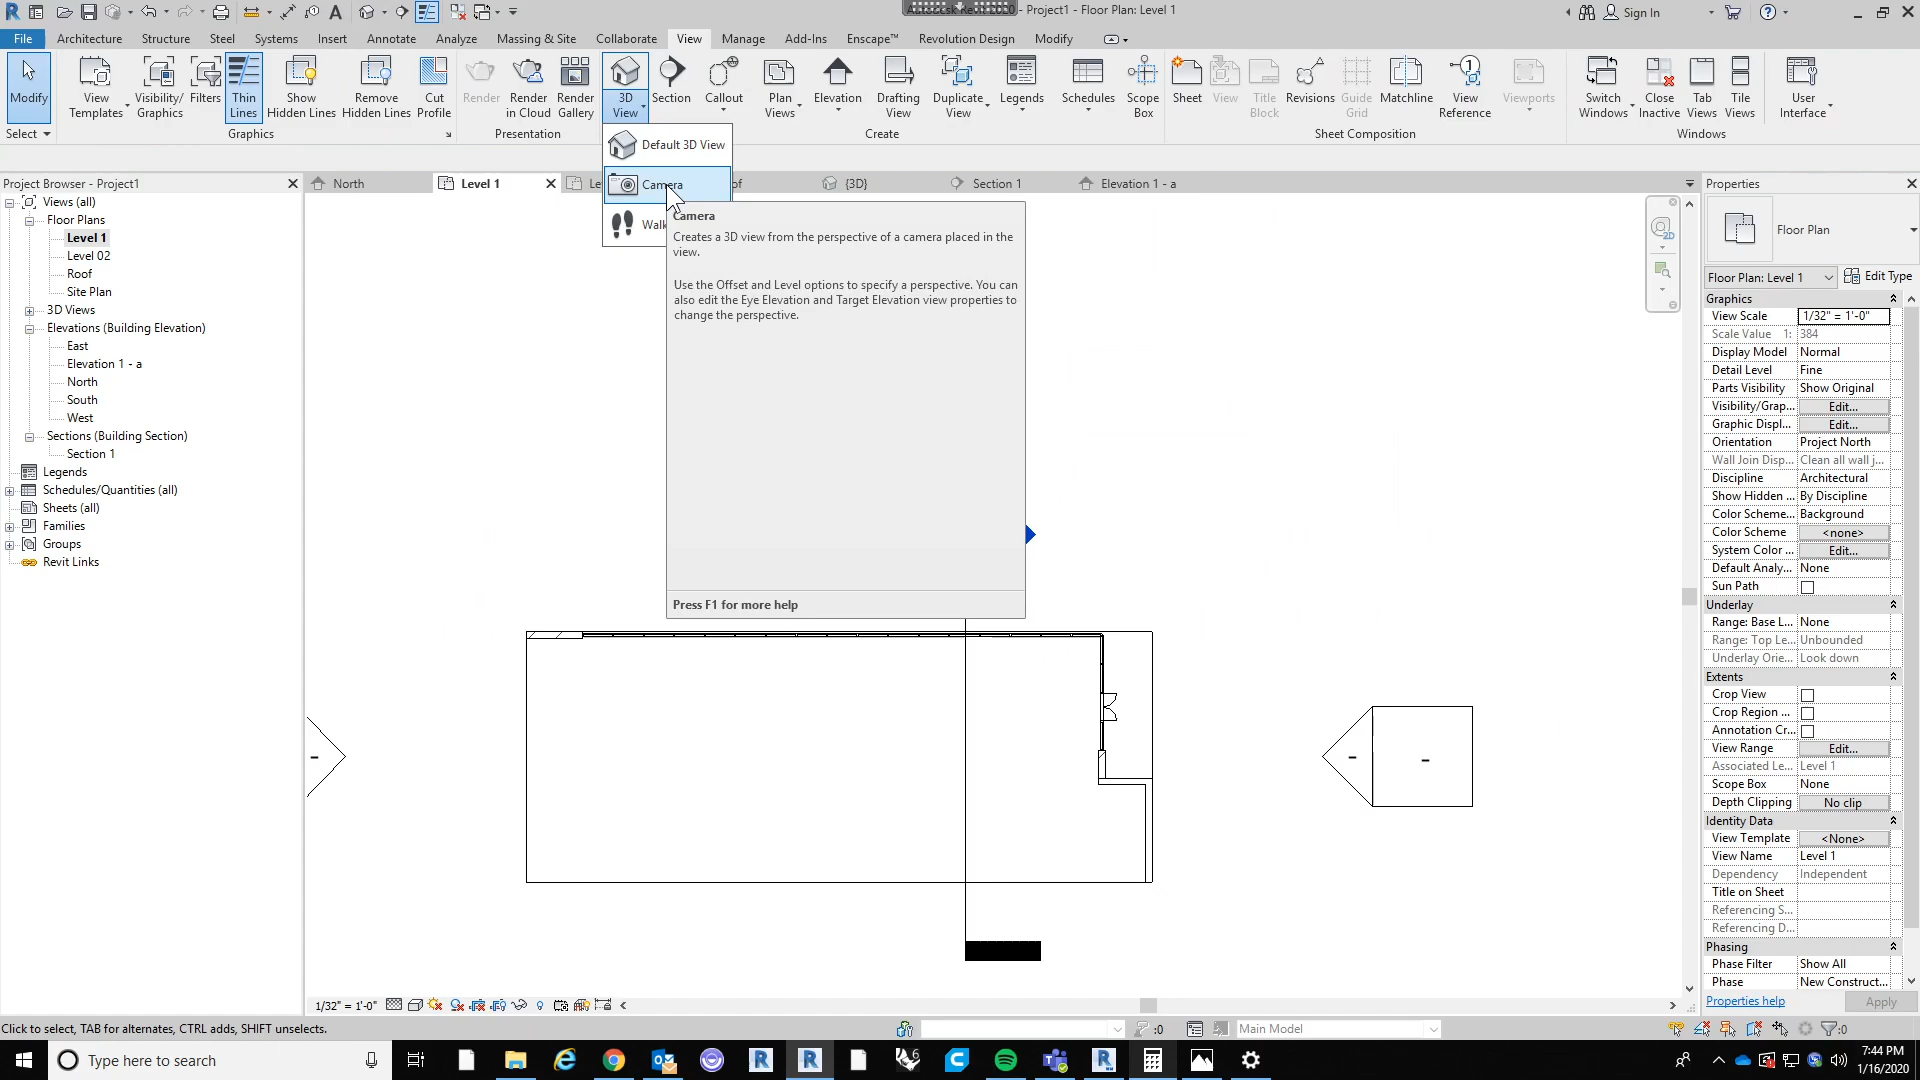 Autodesk Revit 2020 - Project1 - Floor Plan: Level 1
Sign In
File
Architecture
Structure
Steel
Systems
Insert
Annotate
Analyze
Massing & Site
Collaborate
View
Manage
Add-Ins
Enscape™
Revolution Design
Modify
Modify
View Templates
Visibility/ Graphics
Filters
Thin Lines
Show Hidden Lines
Remove Hidden Lines
Cut Profile
Render
Render in Cloud
Render Gallery
3D View
Section
Callout
Plan Views
Elevation
Drafting View
Duplicate View
Legends
Schedules
Scope Box
Sheet
View
Title Block
Revisions
Guide Grid
Matchline
View Reference
Viewports
Switch Windows
Close Inactive
Tab Views
Tile Views
User Interface
Select
Graphics
Presentation
Create
Sheet Composition
Windows
Default 3D View
Camera
Walk
Camera
Creates a 3D view from the perspective of a camera placed in the
view.
Use the Offset and Level options to specify a perspective. You can
also edit the Eye Elevation and Target Elevation view properties to
change the perspective.
Press F1 for more help
Project Browser - Project1
North
Level 1
Le
of
{3D}
Section 1
Elevation 1 - a
Views (all)
Floor Plans
Level 1
Level 02
Roof
Site Plan
3D Views
Elevations (Building Elevation)
East
Elevation 1 - a
North
South
West
Sections (Building Section)
Section 1
Legends
Schedules/Quantities (all)
Sheets (all)
Families
Groups
Revit Links
2D
Properties
Floor Plan
Floor Plan: Level 1
Edit Type
Graphics
View Scale 1/32" = 1'-0"
Scale Value 1: 384
Display Model Normal
Detail Level Fine
Parts Visibility Show Original
Visibility/Grap... Edit...
Graphic Displ... Edit...
Orientation Project North
Wall Join Disp... Clean all wall j...
Discipline Architectural
Show Hidden ... By Discipline
Color Scheme... Background
Color Scheme <none>
System Color ... Edit...
Default Analy... None
Sun Path
Underlay
Range: Base L... None
Range: Top Le... Unbounded
Underlay Orie... Look down
Extents
Crop View
Crop Region ...
Annotation Cr...
View Range Edit...
Associated Le... Level 1
Scope Box None
Depth Clipping No clip
Identity Data
View Template <None>
View Name Level 1
Dependency Independent
Title on Sheet
Referencing S...
Referencing D...
Phasing
Phase Filter Show All
Phase New Construct...
Properties help
Apply
1/32" = 1'-0"
Click to select, TAB for alternates, CTRL adds, SHIFT unselects.
:0
Main Model
:0
Type here to search
7:44 PM
1/16/2020